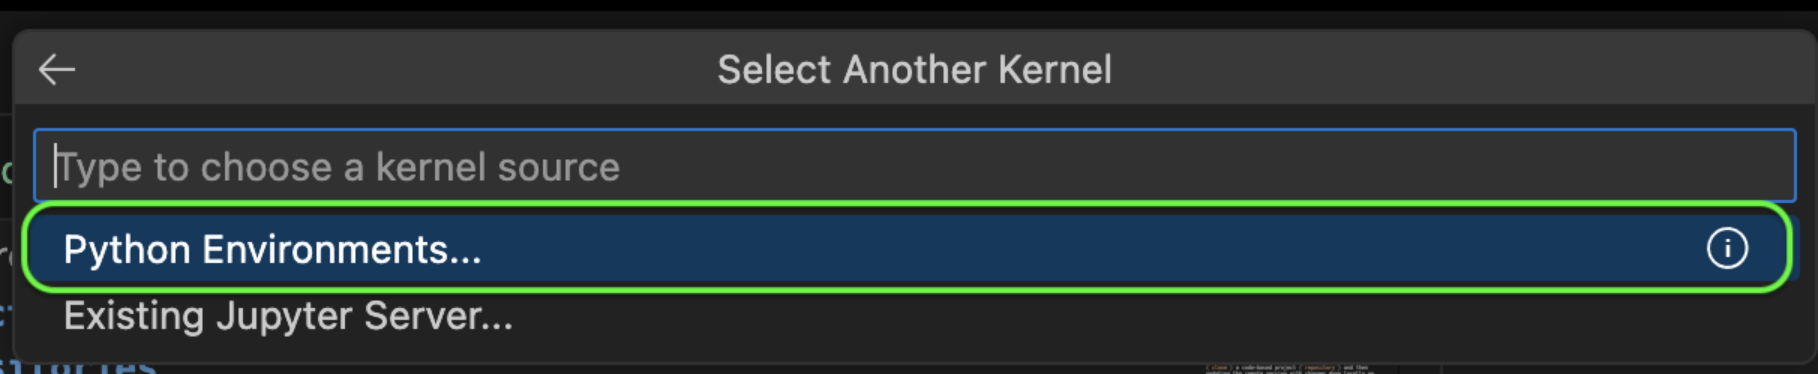 Select Another Kernel
Type to choose a kernel source
Python Environments...
Existing Jupyter Server...